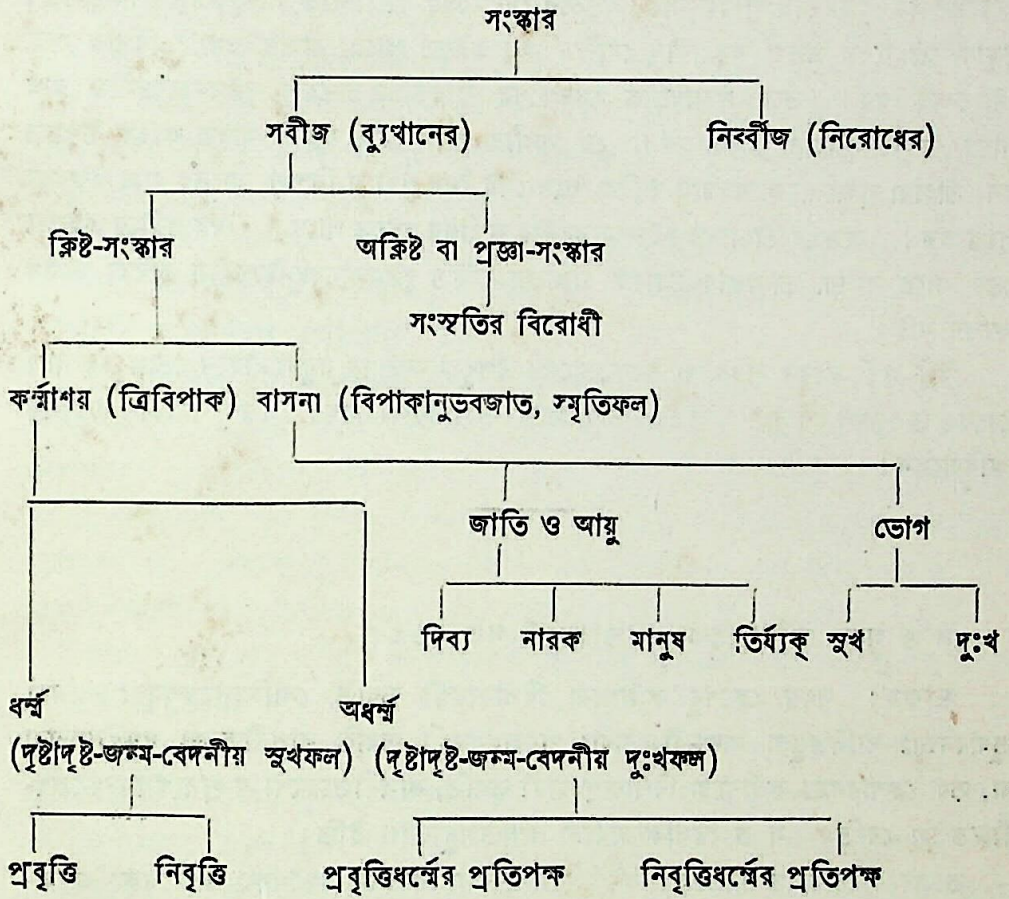 সংস্কার
সবীজ (ব্যুত্থানের) নির্ব্বীজ (নিরোধের)
ক্লিষ্ট-সংস্কার অক্লিষ্ট বা প্রজ্ঞা-সংস্কার
সংসৃতির বিরোধী
কর্ম্মাশয় (ত্রিবিপাক) বাসনা (বিপাকানুভবজাত, স্মৃতিফল)
জাতি ও আয়ু ভোগ
দিব্য নারক মানুষ তির্য্যক্ সুখ দুঃখ
ধর্ম্ম অধর্ম্ম
(দৃষ্টাদৃষ্ট-জন্ম-বেদনীয় সুখফল) (দৃষ্টাদৃষ্ট-জন্ম-বেদনীয় দুঃখফল)
প্রবৃত্তি নিবৃত্তি প্রবৃত্তিধর্ম্মের প্রতিপক্ষ নিবৃত্তিধর্ম্মের প্রতিপক্ষ